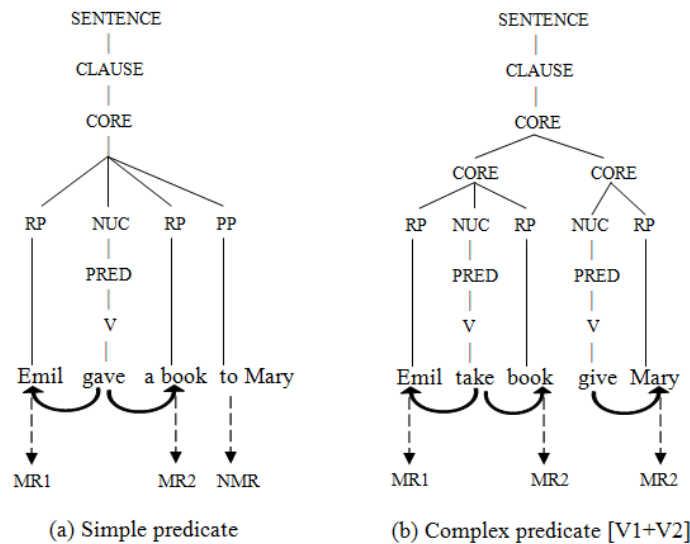 SENTENCE
CLAUSE
CORE
RP NUC RP PP
PRED
V
Emil gave a book to Mary
MR1 MR2 NMR
(a) Simple predicate
SENTENCE
CLAUSE
CORE
CORE CORE
RP NUC RP NUC RP
PRED PRED
V V
Emil take book give Mary
MR1 MR2 MR2
(b) Complex predicate [V1+V2]